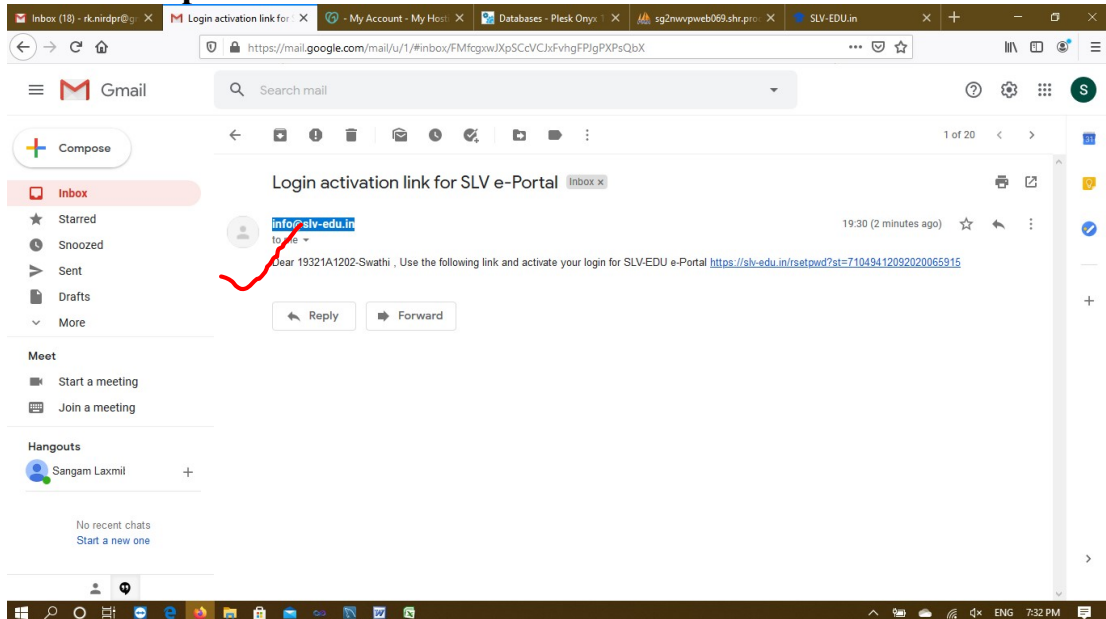 Inbox (18) - rk.nirdpr@gr
Login activation link for S
- My Account - My Hosti
Databases - Plesk Onyx 1
sg2nwvpweb069.shr.pro
SLV-EDU.in
https://mail.google.com/mail/u/1/#inbox/FMfcgxwJXpSCcVCJxFvhgFPJgPXPsQbX
Gmail
Search mail
S
Compose
1 of 20
31
Inbox
Starred
Snoozed
Sent
Drafts
More
Login activation link for SLV e-Portal Inbox x
info@slv-edu.in
19:30 (2 minutes ago)
to me
Dear 19321A1202-Swathi , Use the following link and activate your login for SLV-EDU e-Portal https://slv-edu.in/rsetpwd?st=71049412092020065915
Reply
Forward
Meet
Start a meeting
Join a meeting
Hangouts
Sangam Laxmil
No recent chats
Start a new one
ENG
7:32 PM